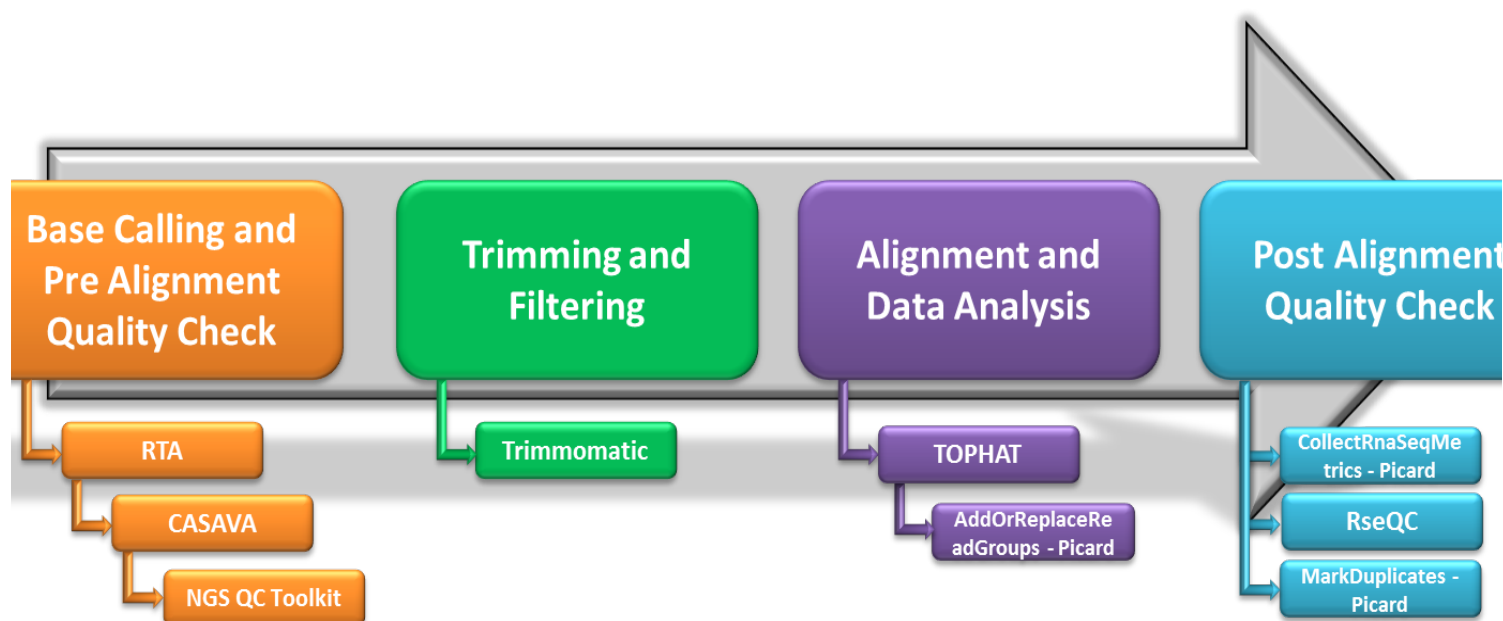 Base Calling and
Pre Alignment
Quality Check
Trimming and
Filtering
Alignment and
Data Analysis
Post Alignment
Quality Check
RTA
CASAVA
NGS QC Toolkit
Trimmomatic
TOPHAT
AddOrReplaceRe
adGroups - Picard
CollectRnaSeqMe
trics - Picard
RseQC
MarkDuplicates -
Picard